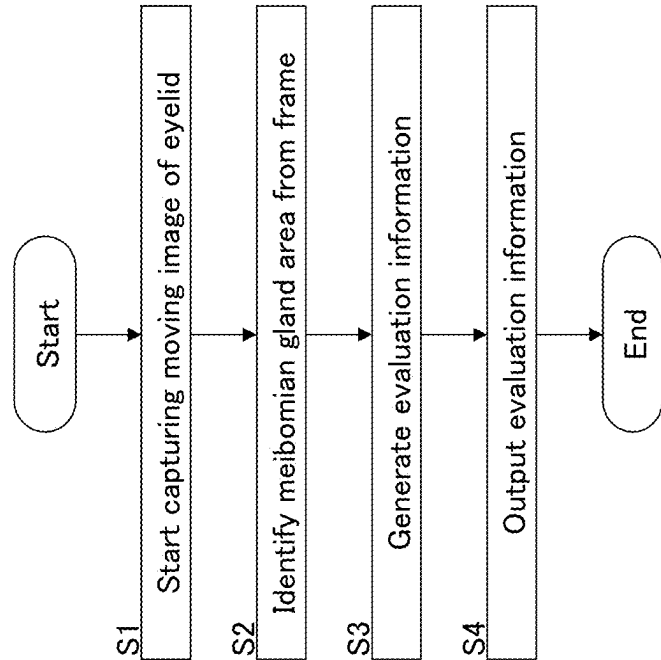 Start
S1
Start capturing moving image of eyelid
S2
Identify meibomian gland area from frame
S3
Generate evaluation information
S4
Output evaluation information
End